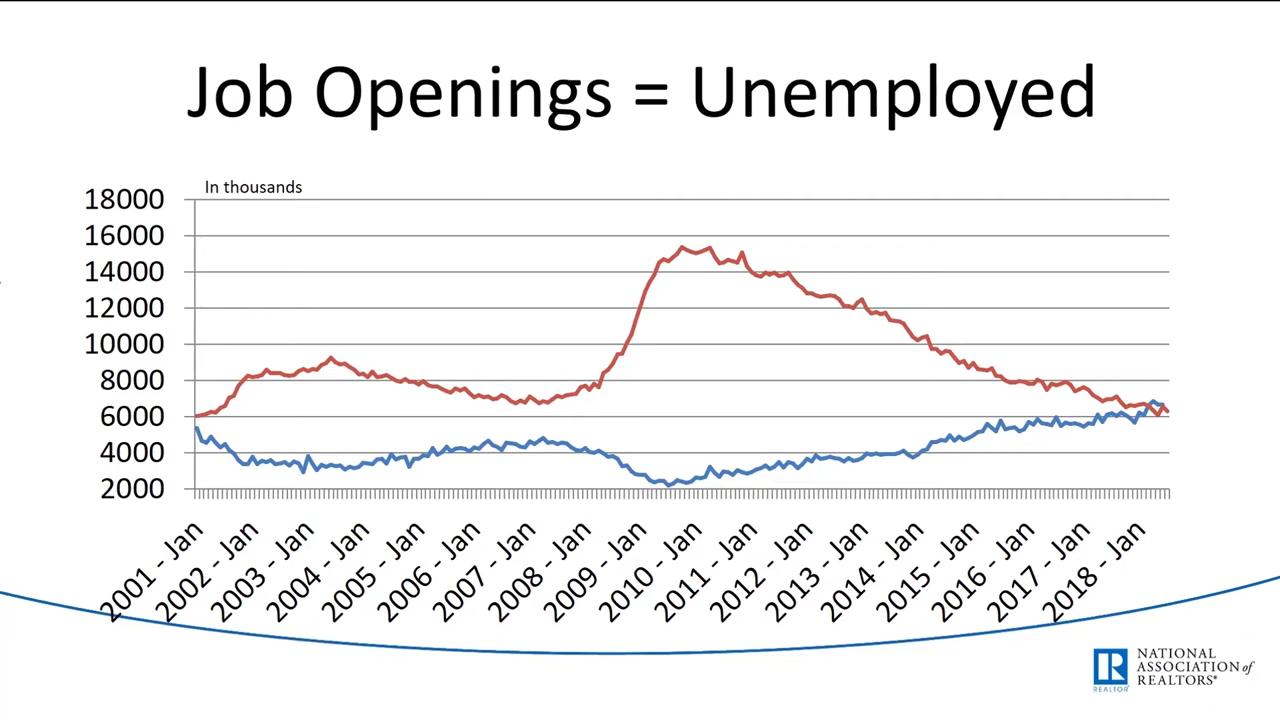 Job Openings = Unemployed
In thousands
18000
16000
14000
12000
10000
8000
6000
4000
2000
2001 - Jan
2002 - Jan
2003 - Jan
2004 - Jan
2005 - Jan
2006 - Jan
2007 - Jan
2008 - Jan
2009 - Jan
2010 - Jan
2011 - Jan
2012 - Jan
2013 - Jan
2014 - Jan
2015 - Jan
2016 - Jan
2017 - Jan
2018 - Jan
NATIONAL
ASSOCIATION of
REALTORS®
REALTOR®